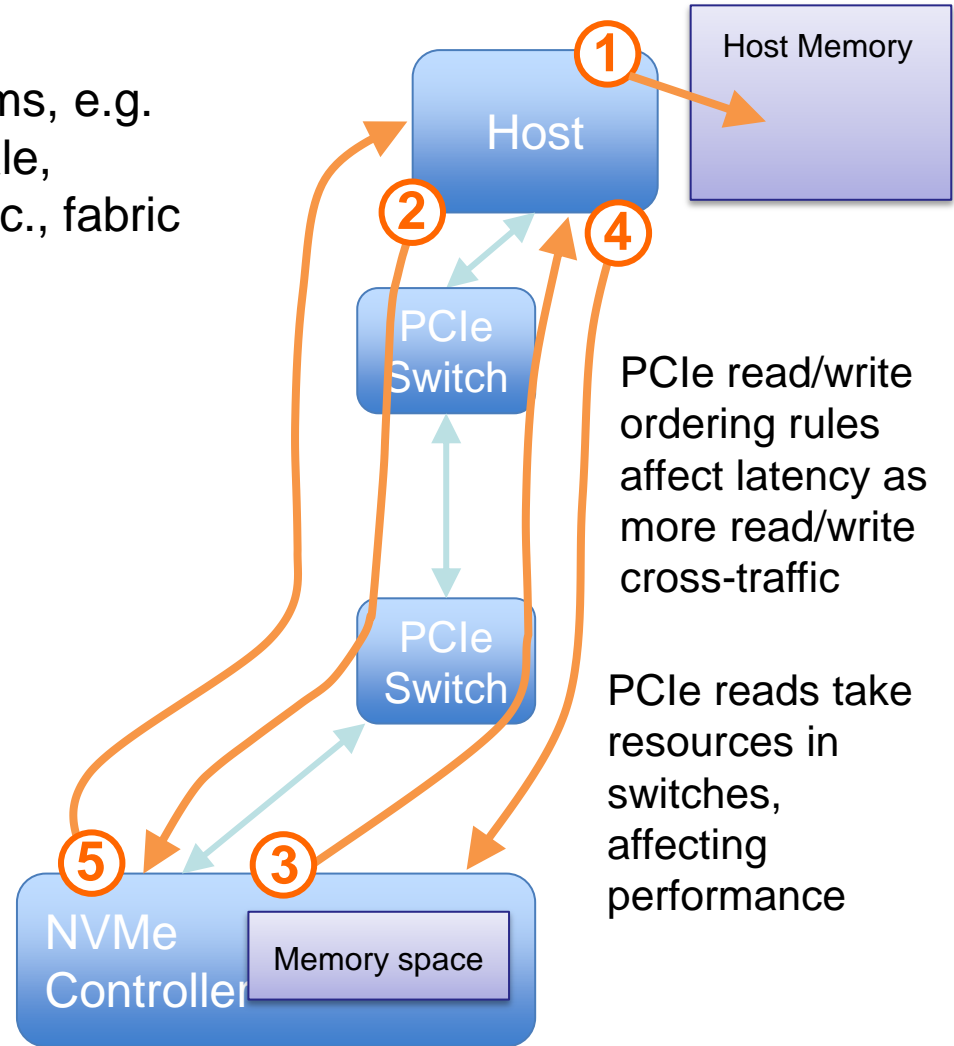 ms, e.g.
le,
c., fabric
1
Host Memory
Host
2
4
PCIe
Switch
PCIe read/write
ordering rules
affect latency as
more read/write
cross-traffic
PCIe
Switch
PCIe reads take
resources in
switches,
affecting
performance
5
3
NVMe
Controller
Memory space